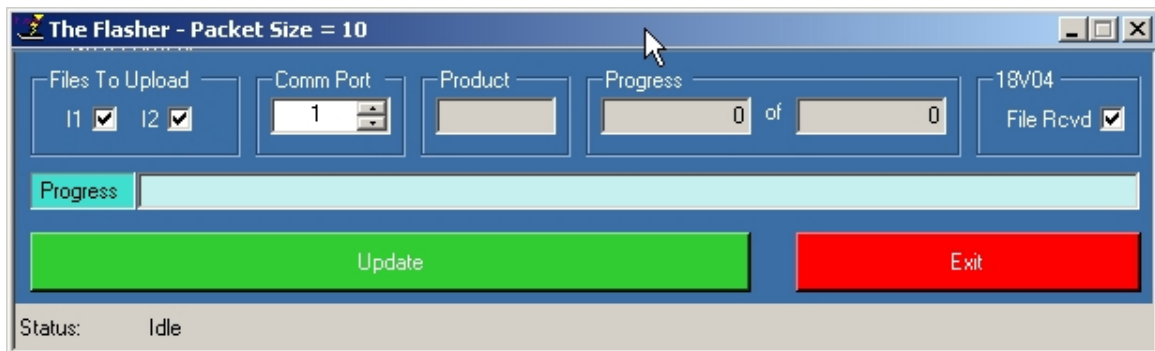 The Flasher - Packet Size = 10
Files To Upload Comm Port Product Progress 18V04
I1 I2 1 0 of 0 File Rcvd
Progress
Update Exit
Status: Idle